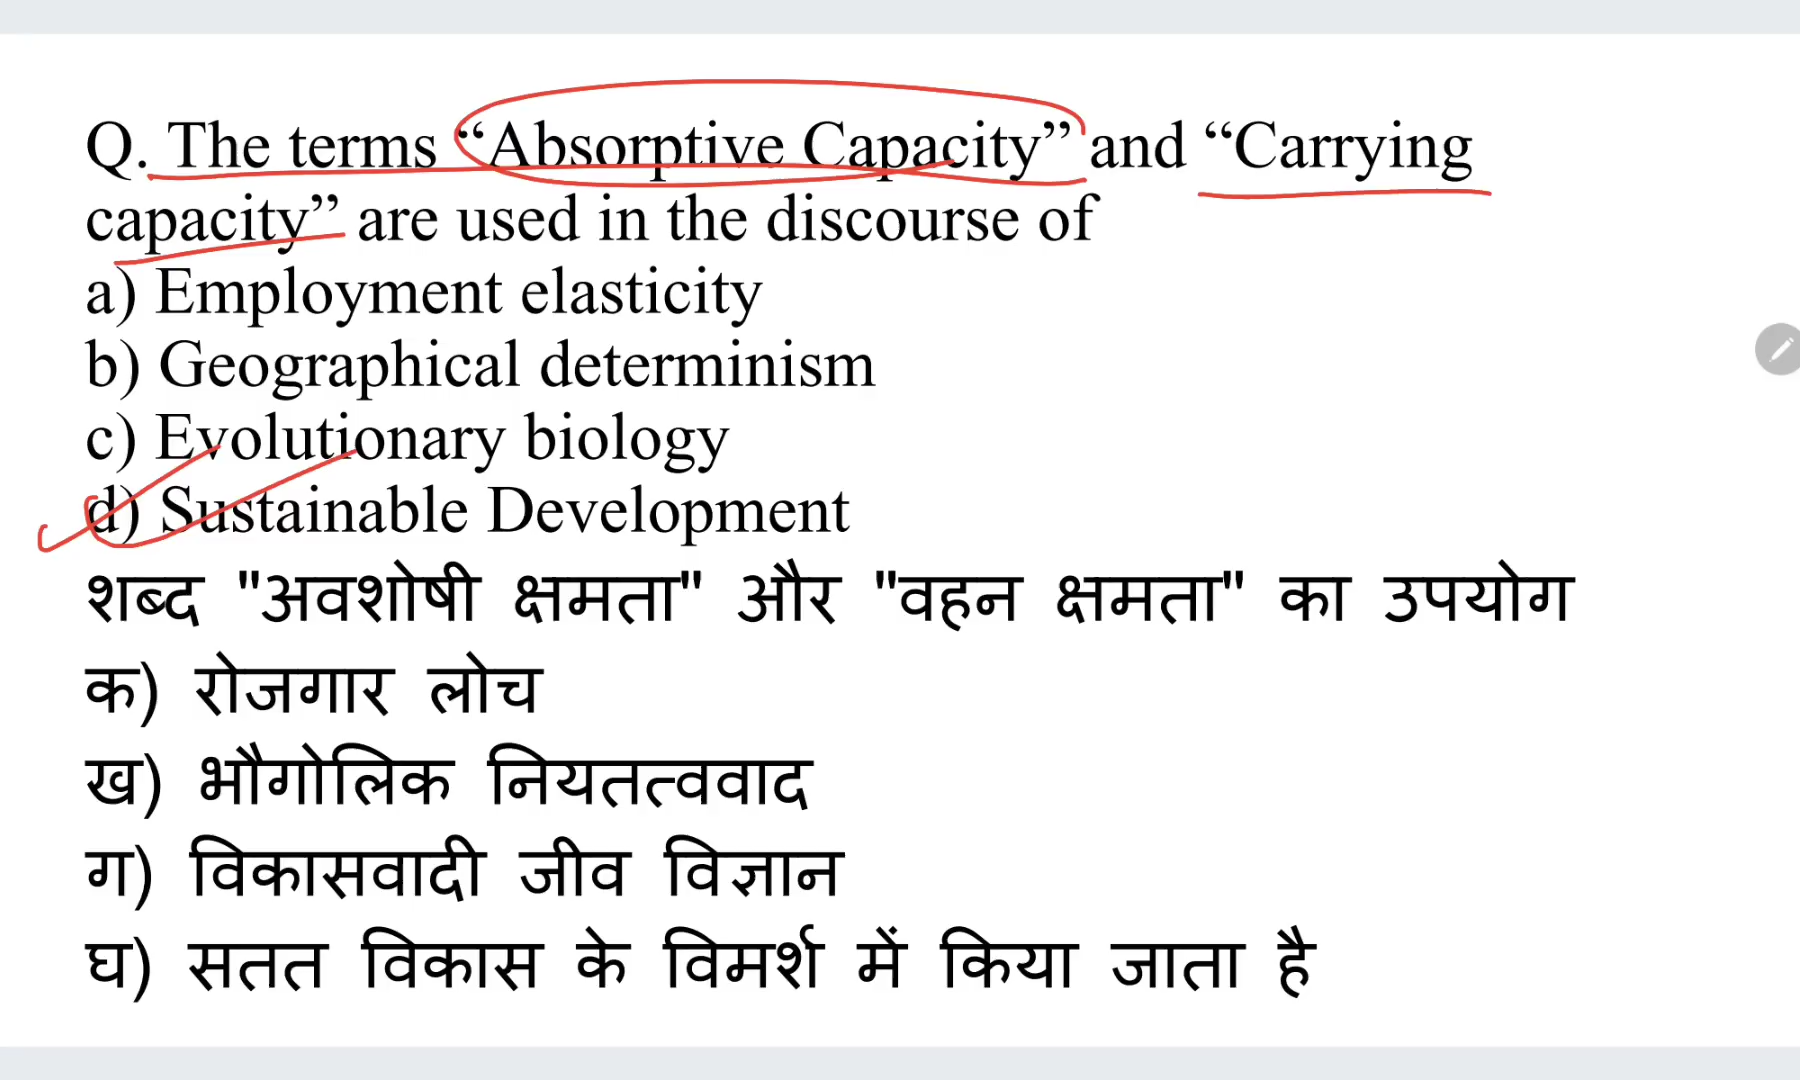 Q. The terms “Absorptive Capacity” and “Carrying
capacity” are used in the discourse of
a) Employment elasticity
b) Geographical determinism
c) Evolutionary biology
d) Sustainable Development
शब्द "अवशोषी क्षमता" और "वहन क्षमता" का उपयोग
क) रोजगार लोच
ख) भौगोलिक नियतत्ववाद
ग) विकासवादी जीव विज्ञान
घ) सतत विकास के विमर्श में किया जाता है